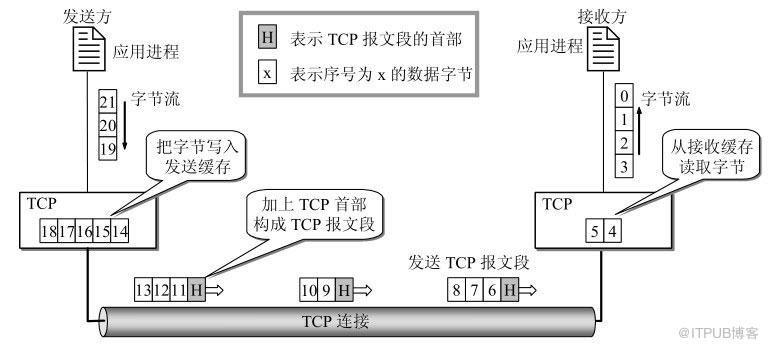 发送方
接收方
应用进程
应用进程
H 表示 TCP 报文段的首部
x 表示序号为 x 的数据字节
21
20
19
字节流
0
1
2
3
字节流
把字节写入
发送缓存
从接收缓存
读取字节
TCP
18 17 16 15 14
加上 TCP 首部
构成 TCP 报文段
TCP
5 4
发送 TCP 报文段
13 12 11 H
10 9 H
8 7 6 H
TCP 连接
@ITPUB博客